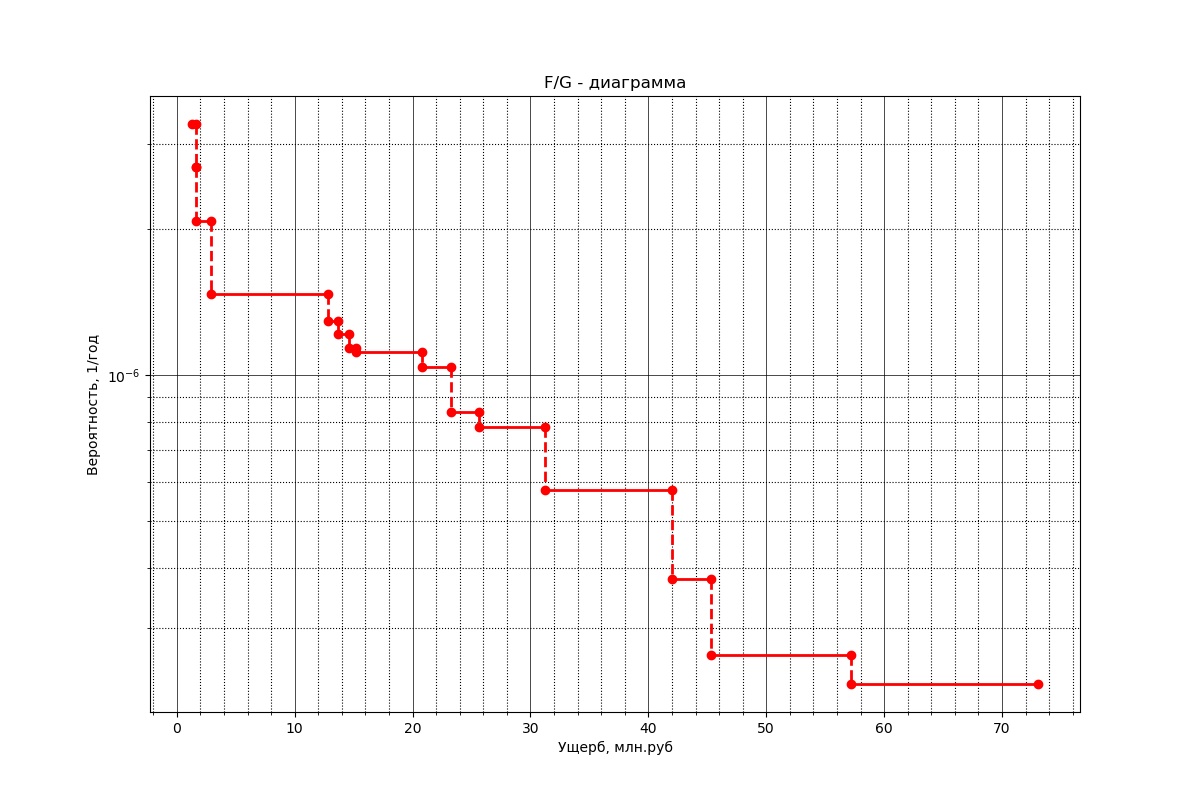 F/G - диаграмма
Вероятность, 1/год
10⁻⁶
0 10 20 30 40 50 60 70
Ущерб, млн.руб